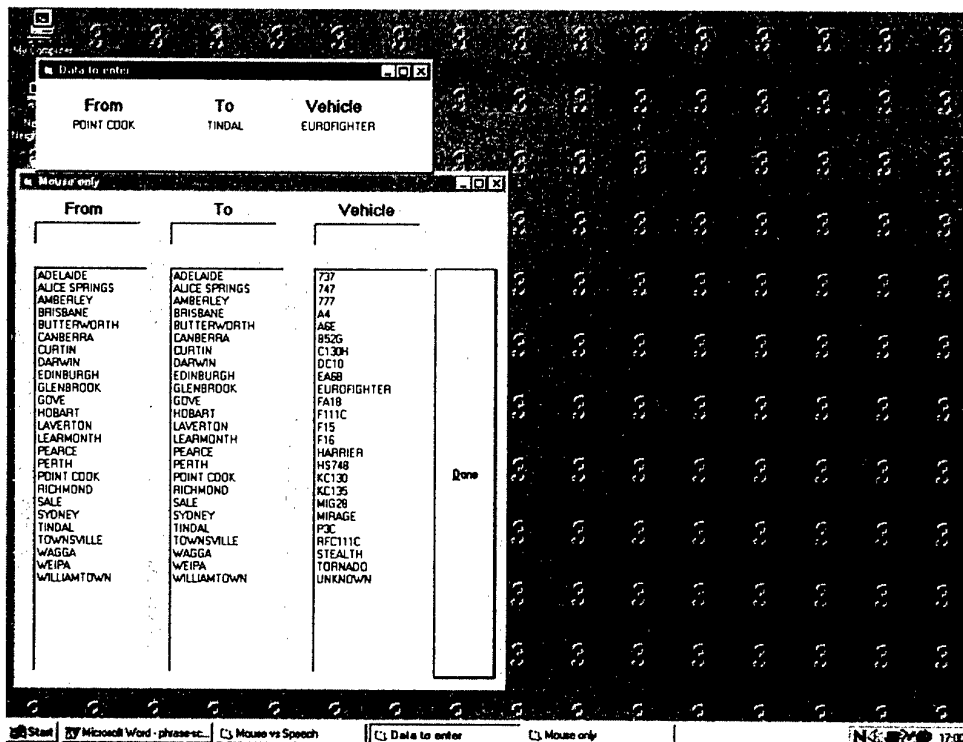 My Computer
Data to enter
From To Vehicle
POINT COOK TINDAL EUROFIGHTER
Mouse only
From To Vehicle
ADELAIDE ADELAIDE 737
ALICE SPRINGS ALICE SPRINGS 747
AMBERLEY AMBERLEY 777
BRISBANE BRISBANE A4
BUTTERWORTH BUTTERWORTH A6E
CANBERRA CANBERRA B52G
CURTIN CURTIN C130H
DARWIN DARWIN DC10
EDINBURGH EDINBURGH EA6B
GLENBROOK GLENBROOK EUROFIGHTER
GOVE GOVE FA18
HOBART HOBART F111C
LAVERTON LAVERTON F15
LEARMONTH LEARMONTH F16
PEARCE PEARCE HARRIER
PERTH PERTH HS748
POINT COOK POINT COOK KC130
RICHMOND RICHMOND KC135
SALE SALE MIG28
SYDNEY SYDNEY MIRAGE
TINDAL TINDAL P3C
TOWNSVILLE TOWNSVILLE RFC111C
WAGGA WAGGA STEALTH
WEIPA WEIPA TORNADO
WILLIAMTOWN WILLIAMTOWN UNKNOWN
Done
Start Microsoft Word - phrase-sc... Mouse vs Speech Data to enter Mouse only 17:00